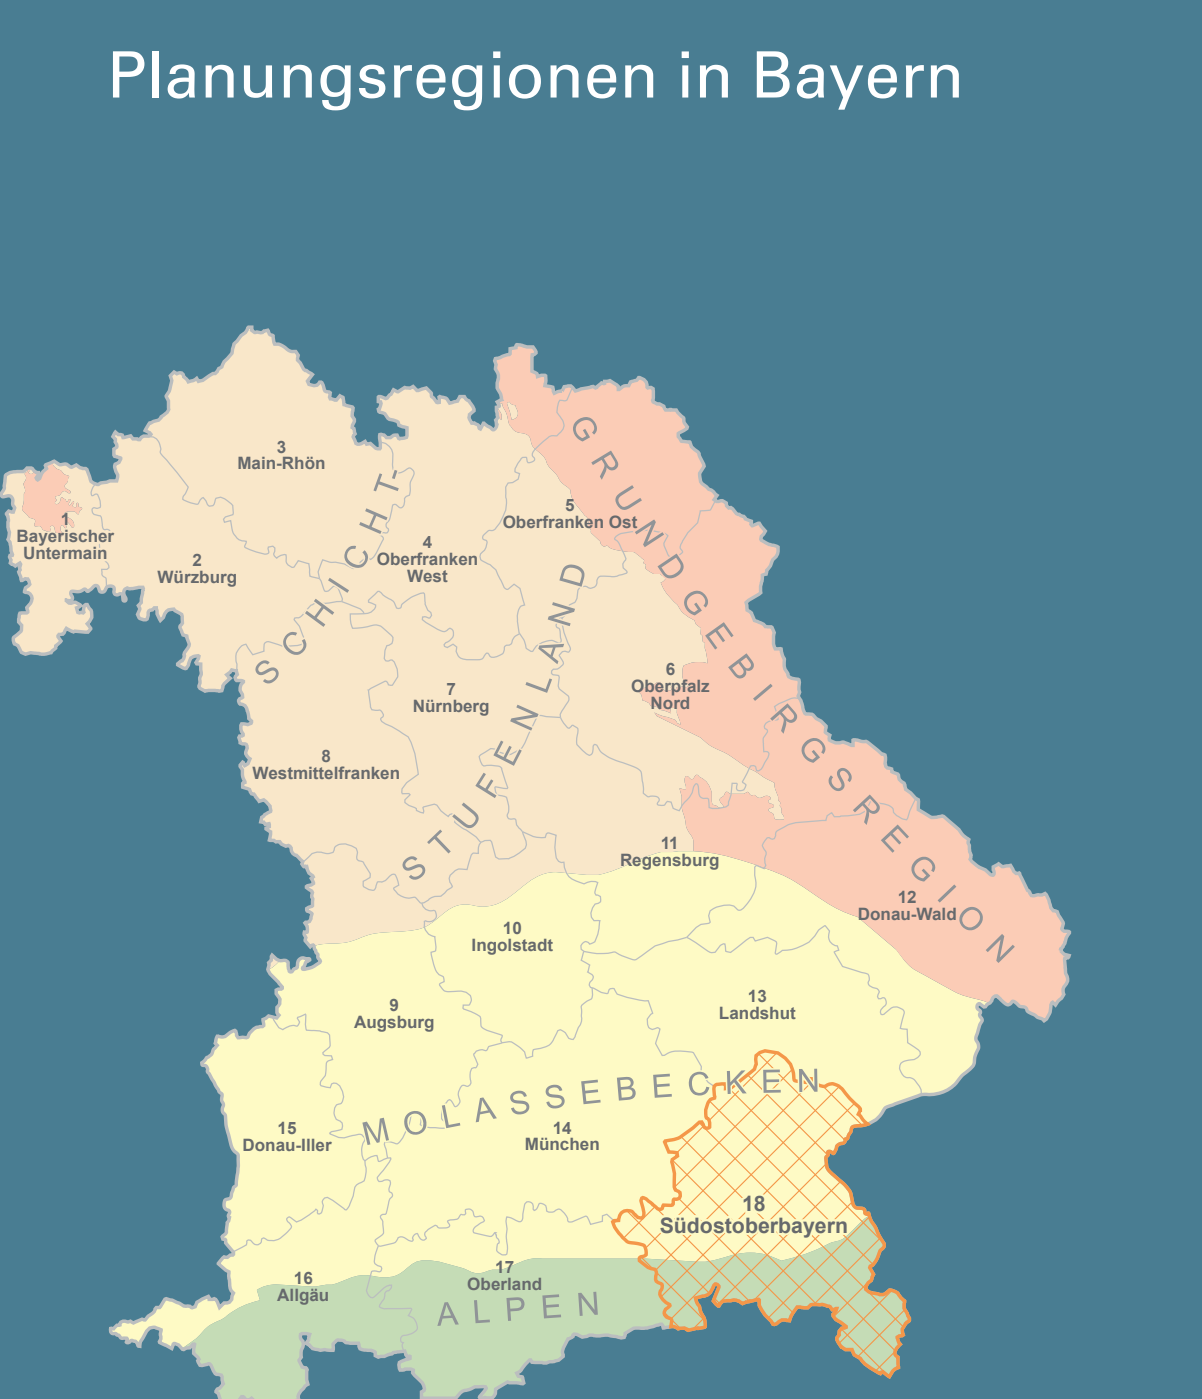 Planungsregionen in Bayern
3
Main-Rhön
1
Bayerischer
Untermain
2
Würzburg
4
Oberfranken
West
5
Oberfranken Ost
6
Oberpfalz
Nord
7
Nürnberg
8
Westmittelfranken
11
Regensburg
12
Donau-Wald
10
Ingolstadt
9
Augsburg
13
Landshut
15
Donau-Iller
14
München
18
Südostoberbayern
16
Allgäu
17
Oberland
SCHICHT-
STUFENLAND
GRUNDGEBIRGSREGION
MOLASSEBECKEN
ALPEN